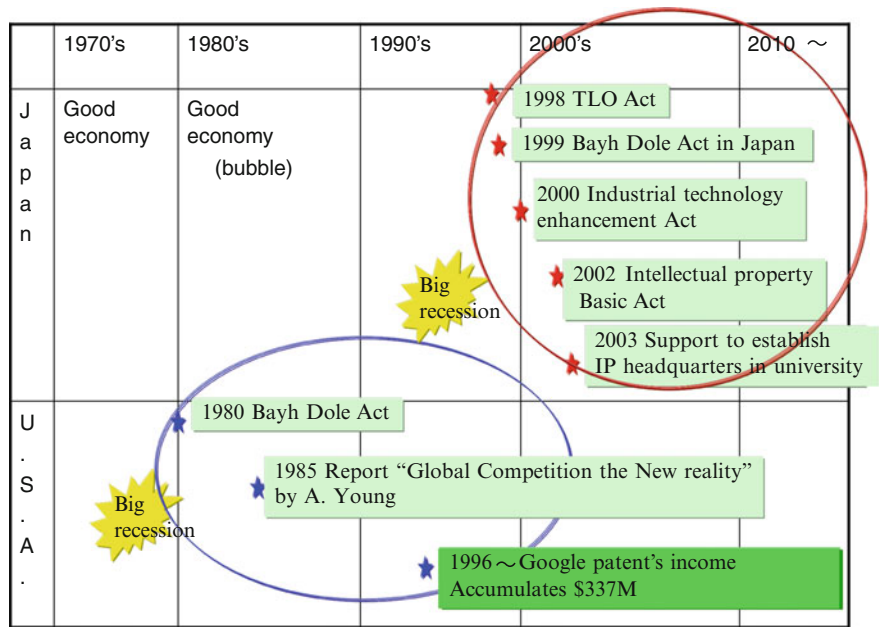 1970's 1980's 1990's 2000's 2010 ～
Japan
Good
economy
Good
economy
(bubble)
1998 TLO Act
1999 Bayh Dole Act in Japan
2000 Industrial technology
enhancement Act
2002 Intellectual property
Basic Act
2003 Support to establish
IP headquarters in university
Big
recession
U.S.A.
1980 Bayh Dole Act
1985 Report “Global Competition the New reality”
by A. Young
Big
recession
1996～Google patent's income
Accumulates $337M